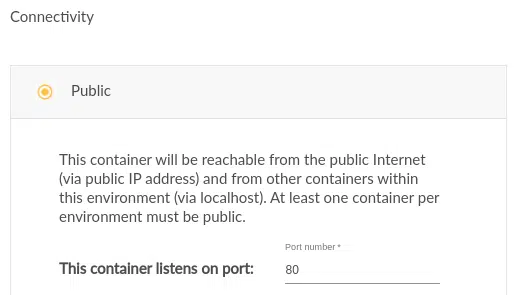 Connectivity
Public
This container will be reachable from the public Internet
(via public IP address) and from other containers within
this environment (via localhost). At least one container per
environment must be public.
Port number *
This container listens on port:
80